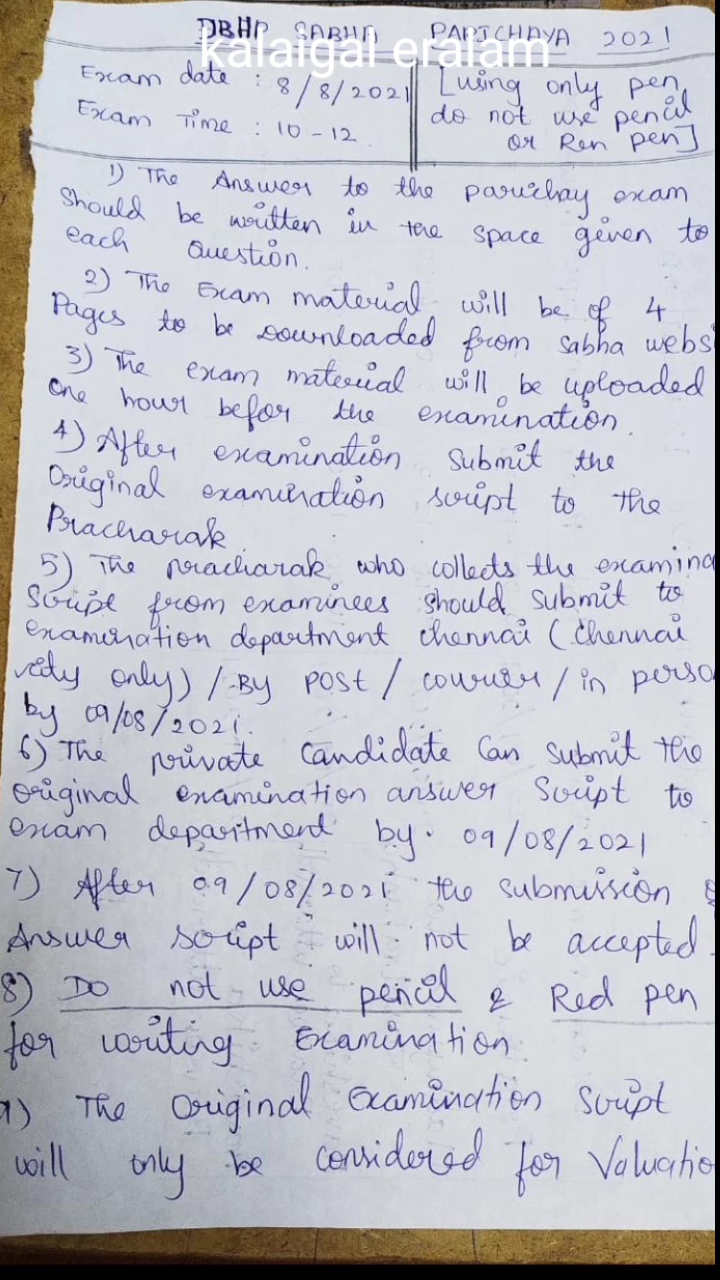 DBHP SABHA PARICHAYA 2021
kalaigal eralam
Exam date : 8/8/2021
Exam Time : 10-12
[using only pen
do not use pencil
or Ren pen]
1) The Answer to the parichay exam
Should be written in the space given to
each Question.
2) The Exam material will be of 4
Pages to be Downloaded from sabha webs
3) The exam material will be uploaded
One hour befor the examination.
4) After examination submit the
Original examination script to the
Pracharak
5) The pracharak who collects the examina
Script from examinees should submit to
examination department chennai (Chennai
only) / By post / courier / in perso
by 09/08/2021.
6) The private Candidate Can submit the
original examination answer Script to
exam department by. 09/08/2021
7) After 09/08/2021 the submission
Answer script will not be accepted.
8) Do not use pencil & Red pen
for writing Examination
9) The Original Examination Script
will only be considered for Valuatio